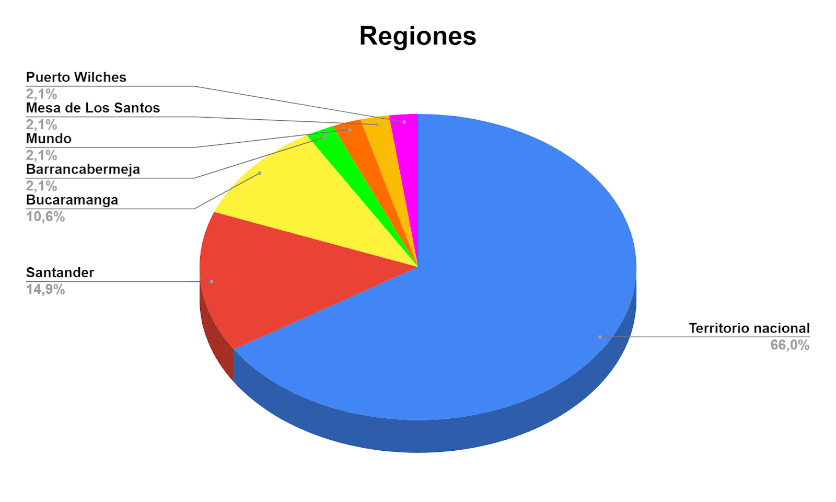 Regiones
Puerto Wilches
2,1%
Mesa de Los Santos
2,1%
Mundo
2,1%
Barrancabermeja
2,1%
Bucaramanga
10,6%
Santander
14,9%
Territorio nacional
66,0%